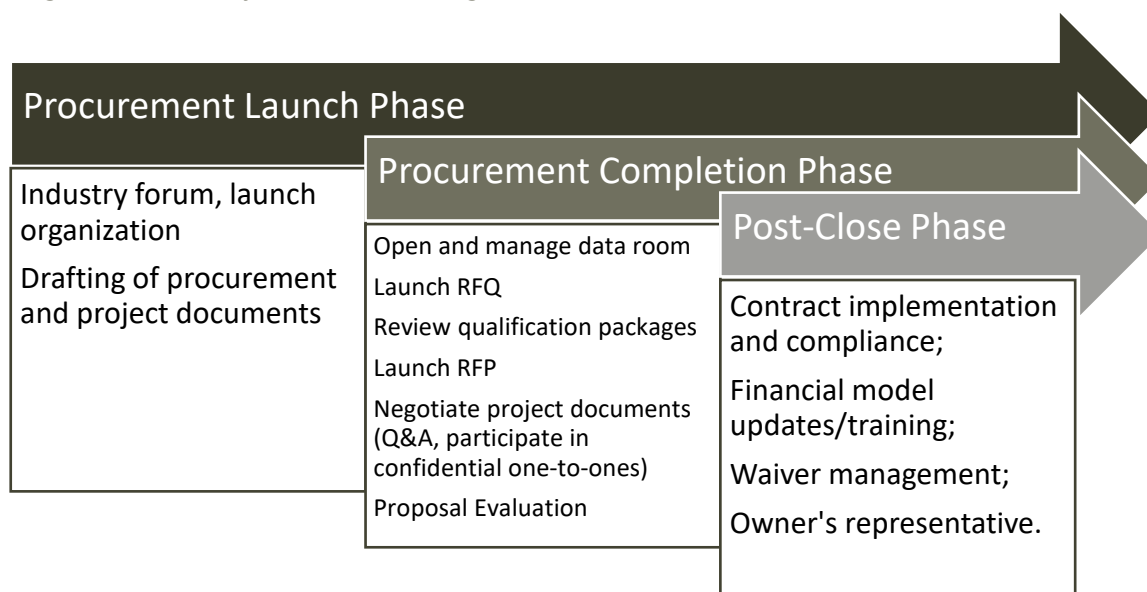 Procurement Launch Phase
Industry forum, launch
organization
Drafting of procurement
and project documents
Procurement Completion Phase
Open and manage data room
Launch RFQ
Review qualification packages
Launch RFP
Negotiate project documents
(Q&A, participate in
confidential one-to-ones)
Proposal Evaluation
Post-Close Phase
Contract implementation
and compliance;
Financial model
updates/training;
Waiver management;
Owner's representative.